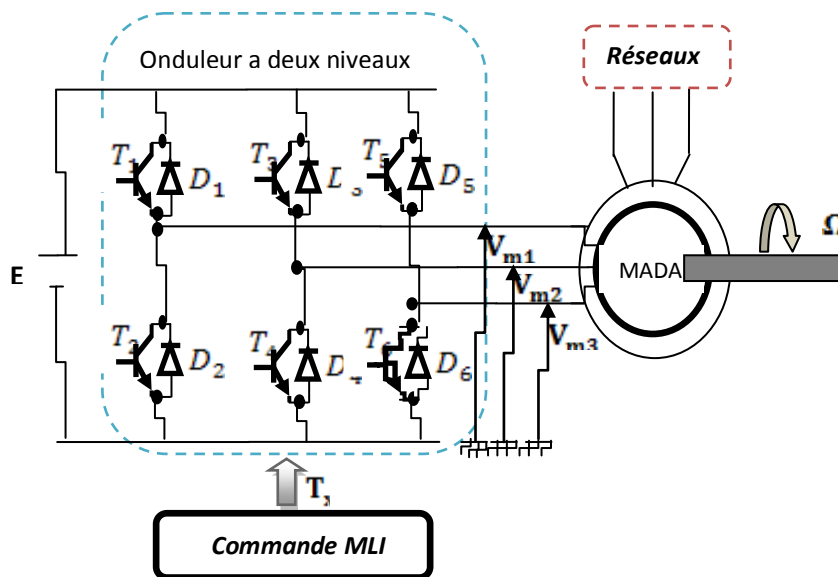 Onduleur a deux niveaux
Réseaux
T1
D1
T3
T5
D5
Ω
Vm1
MADA
E
Vm2
Vm3
T2
D2
T4
T6
D6
T
Commande MLI